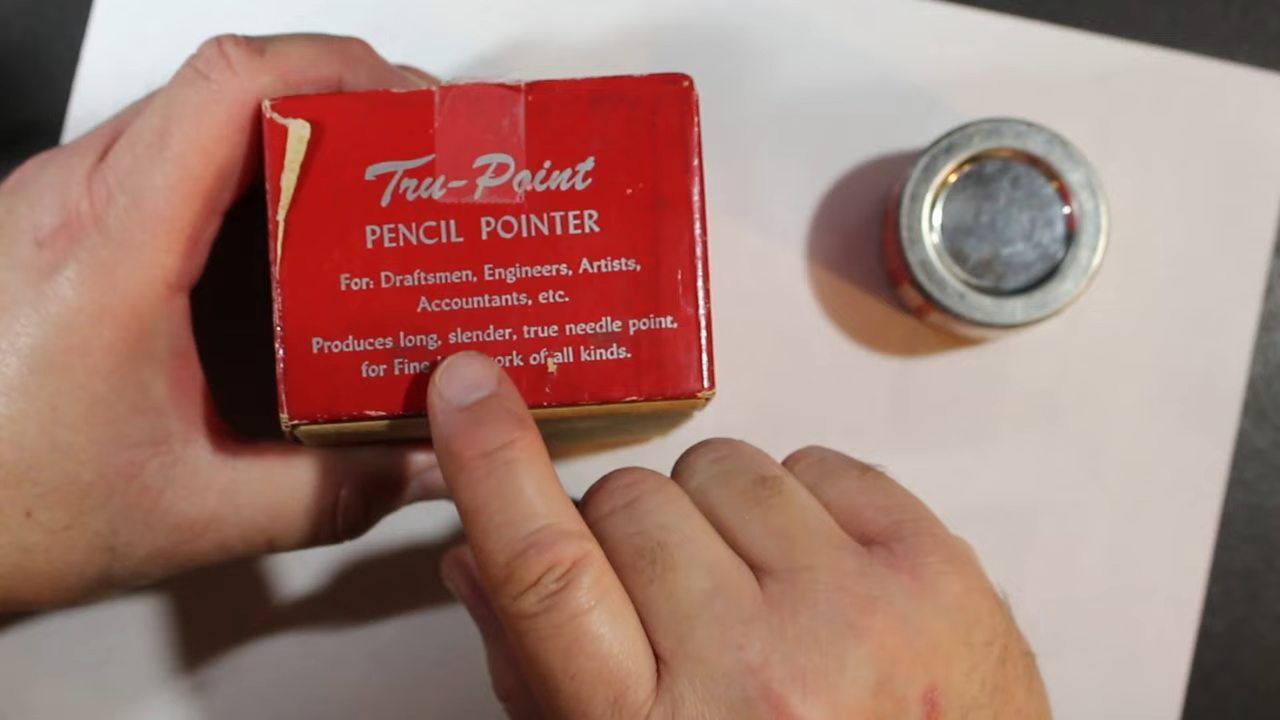 Tru-Point
PENCIL POINTER
For: Draftsmen, Engineers, Artists,
Accountants, etc.
Produces long, slender, true needle point,
for Fine of all kinds.